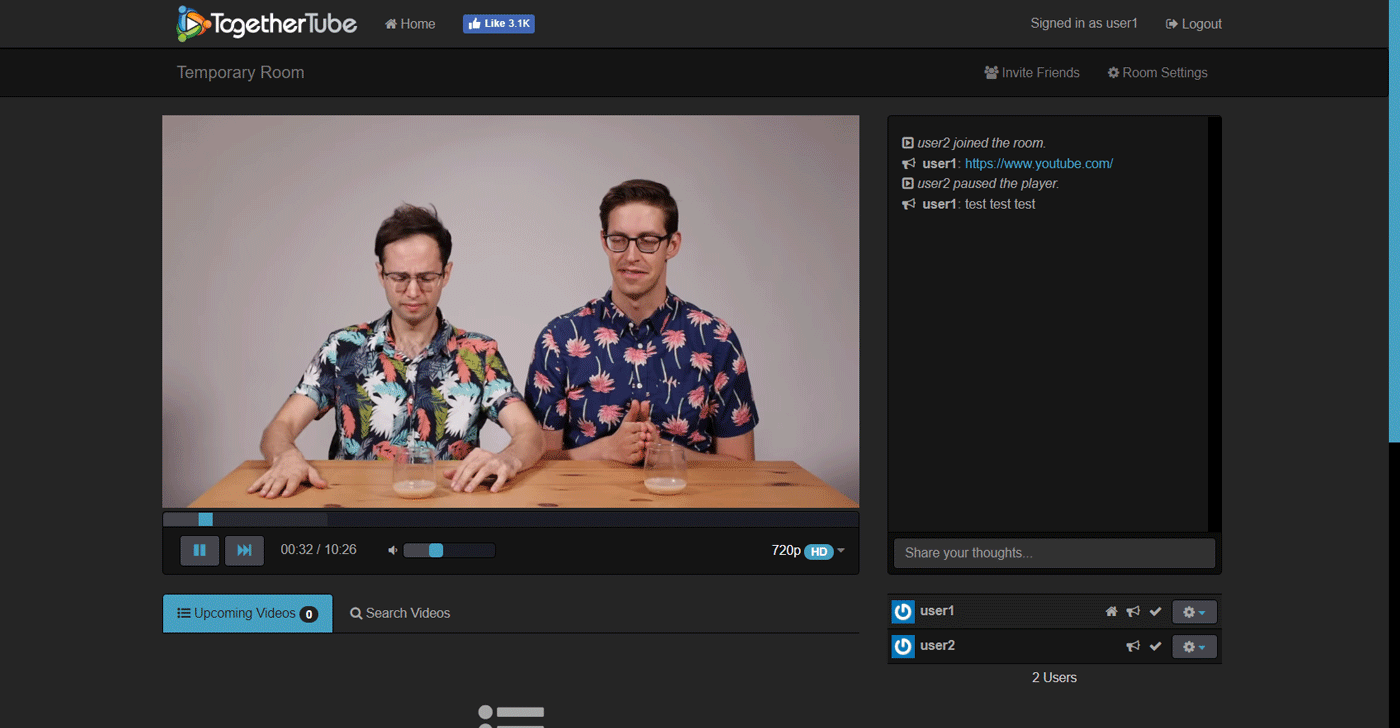 TogetherTube Home Like 3.1K Signed in as user1 Logout
Temporary Room Invite Friends Room Settings
user2 joined the room.
user1: https://www.youtube.com/
user2 paused the player.
user1: test test test
00:32 / 10:26 720p HD
Share your thoughts...
Upcoming Videos 0 Search Videos
user1
user2
2 Users